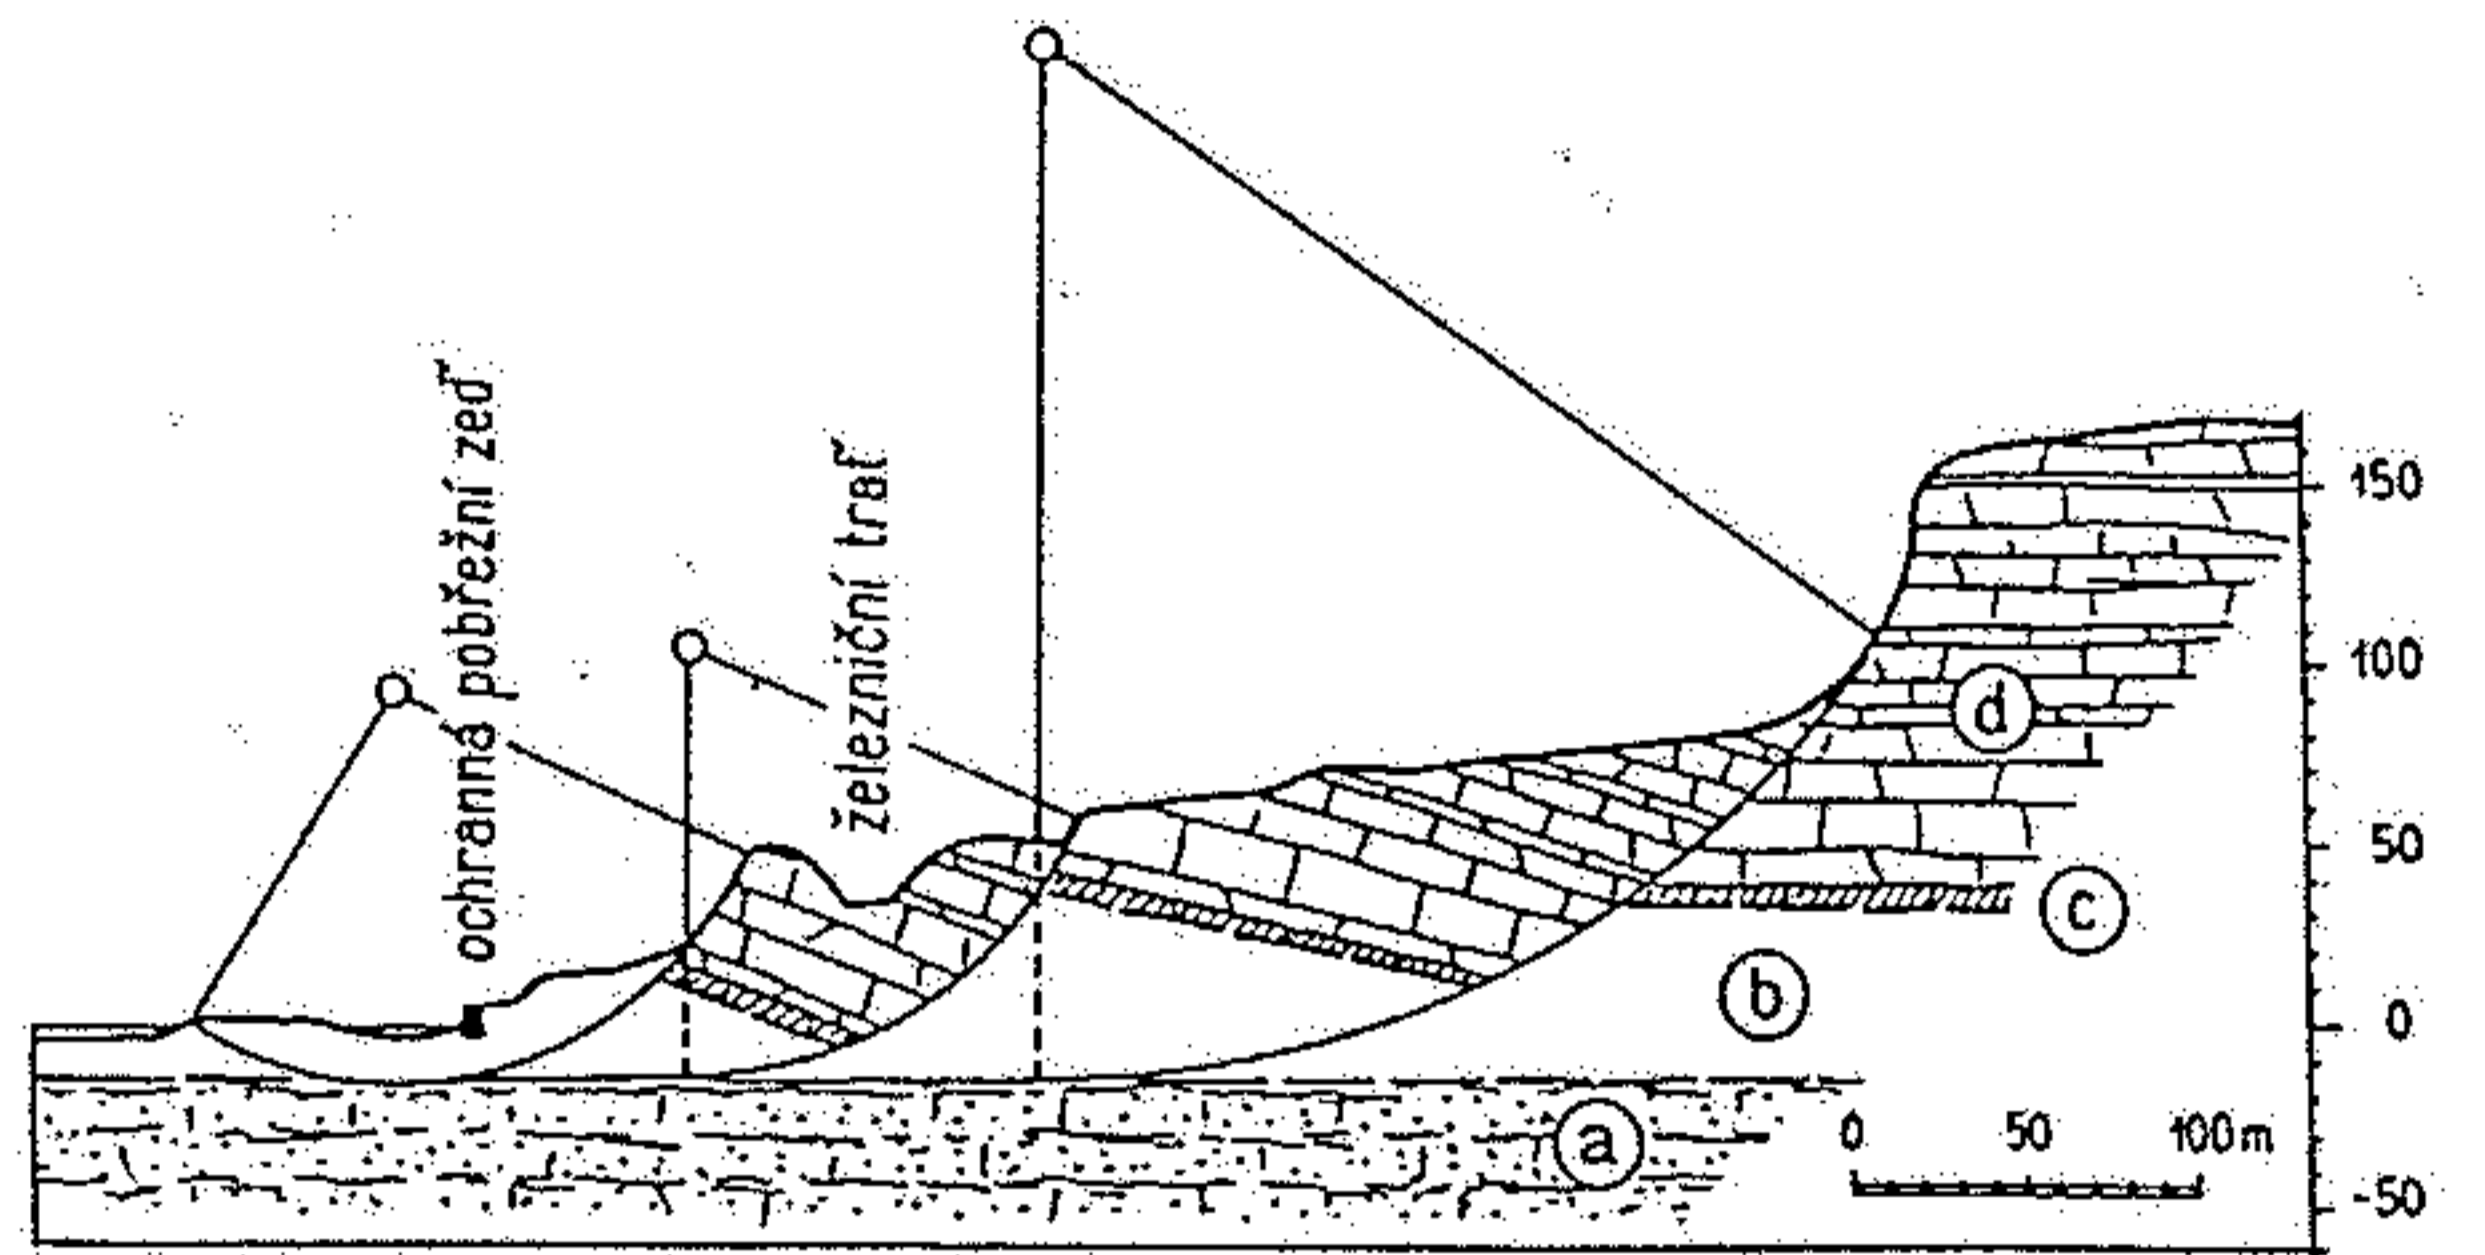 ochranná pobřežní zeď
železniční trať
150
100
50
0
-50
d
c
b
a
0 50 100m